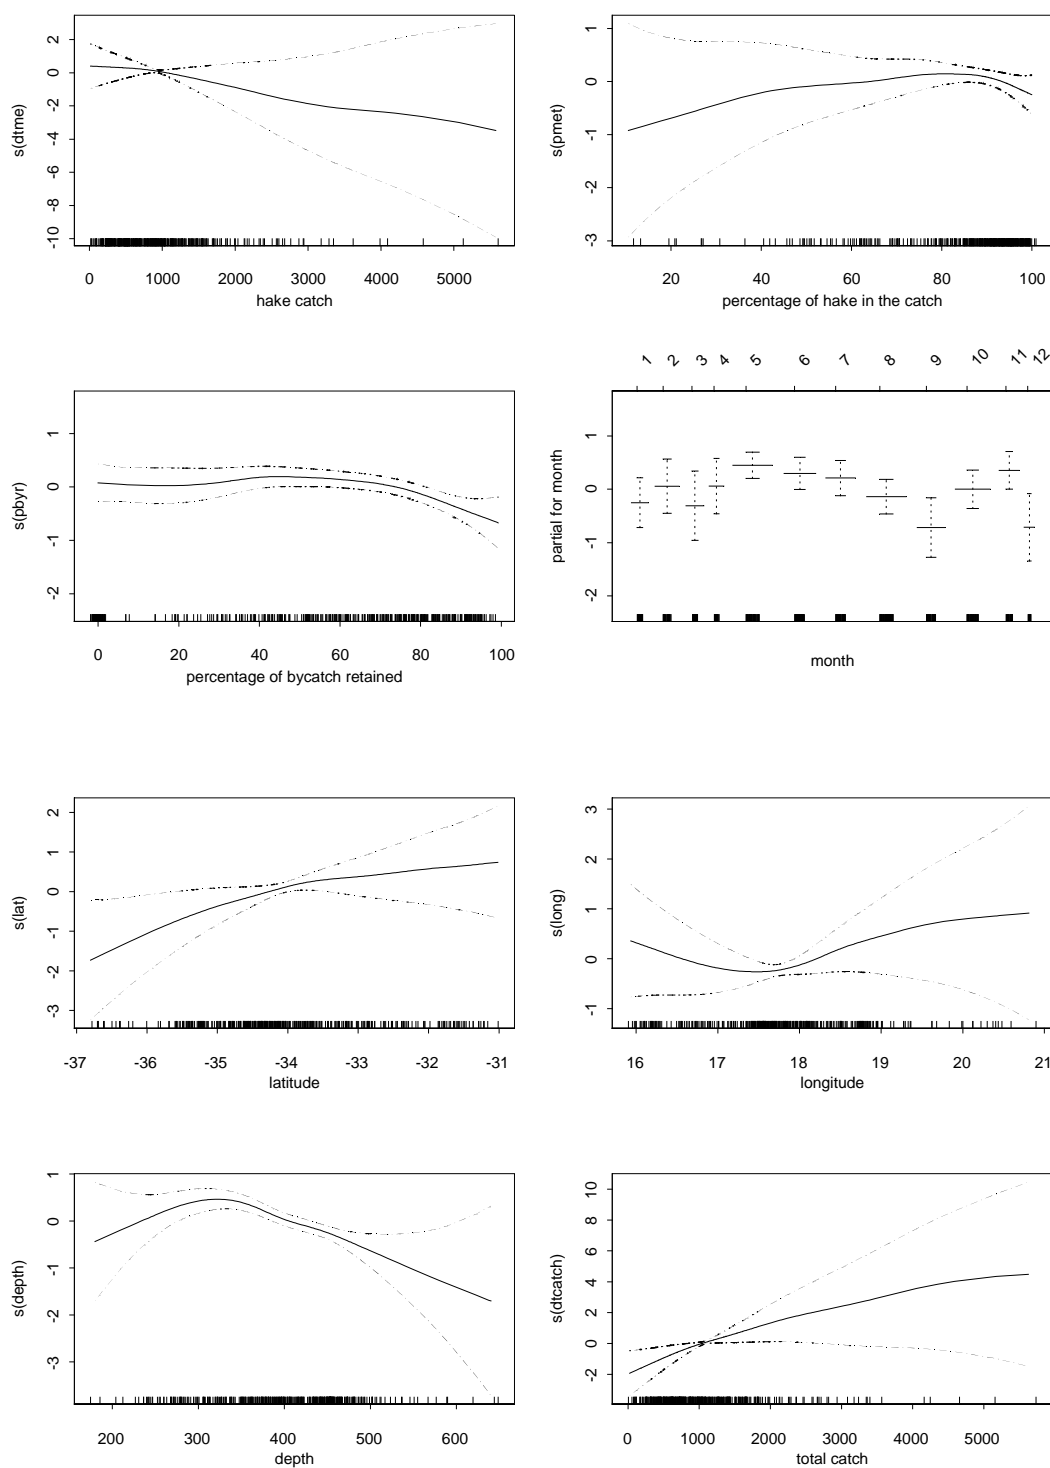 s(dtme)
2
0
-2
-4
-6
-8
-10
0 1000 2000 3000 4000 5000
hake catch
s(pmet)
1
0
-1
-2
-3
20 40 60 80 100
percentage of hake in the catch
s(pbyr)
1
0
-1
-2
0 20 40 60 80 100
percentage of bycatch retained
1 2 3 4 5 6 7 8 9 10 11 12
partial for month
1
0
-1
-2
month
s(lat)
2
1
0
-1
-2
-3
-37 -36 -35 -34 -33 -32 -31
latitude
s(long)
3
2
1
0
-1
16 17 18 19 20 21
longitude
s(depth)
1
0
-1
-2
-3
200 300 400 500 600
depth
s(dtcatch)
10
8
6
4
2
0
-2
0 1000 2000 3000 4000 5000
total catch